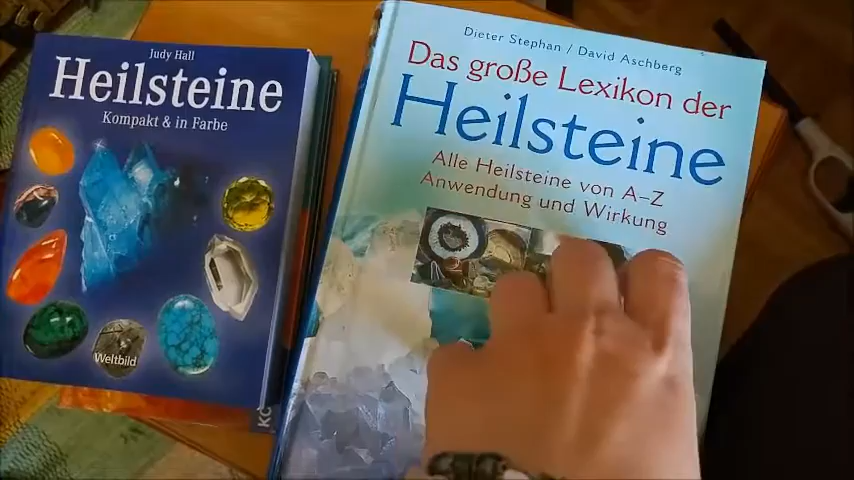 Judy Hall
Heilsteine
Kompakt & in Farbe
Weltbild
Dieter Stephan / David Aschberg
Das große Lexikon der
Heilsteine
Alle Heilsteine von A-Z
Anwendungen und Wirkung